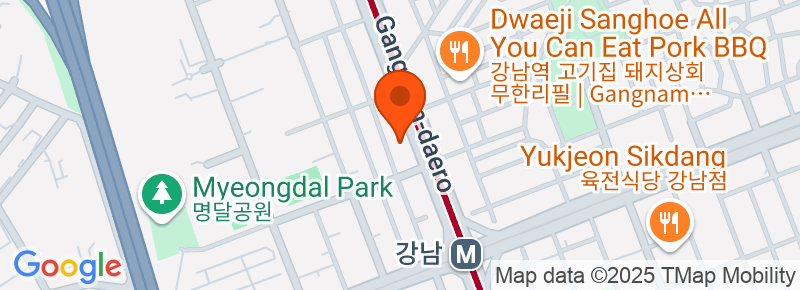 Dwaeji Sanghoe All
You Can Eat Pork BBQ
강남역 고기집 돼지상회
무한리필 | Gangnam…
-daero
Yukjeon Sikdang
육전식당 강남점
Myeongdal Park
명달공원
강남 M
Google
Map data ©2025 TMap Mobility